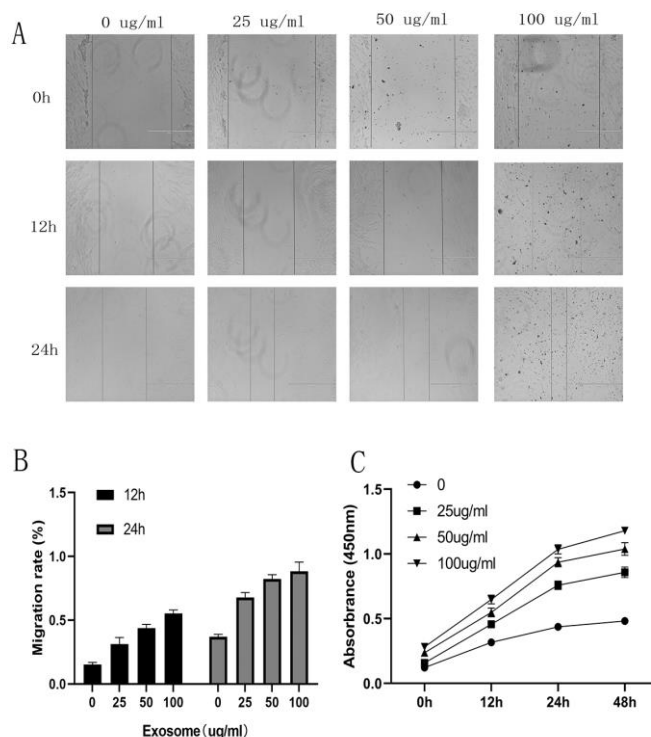 A
0 ug/ml 25 ug/ml 50 ug/ml 100 ug/ml
0h
12h
24h
B
1.5
1.0
0.5
0.0
Migration rate (%)
12h
24h
0 25 50 100 0 25 50 100
Exosome(ug/ml)
C
1.5
1.0
0.5
0.0
Absorbrance (450nm)
0
25ug/ml
50ug/ml
100ug/ml
0h 12h 24h 48h